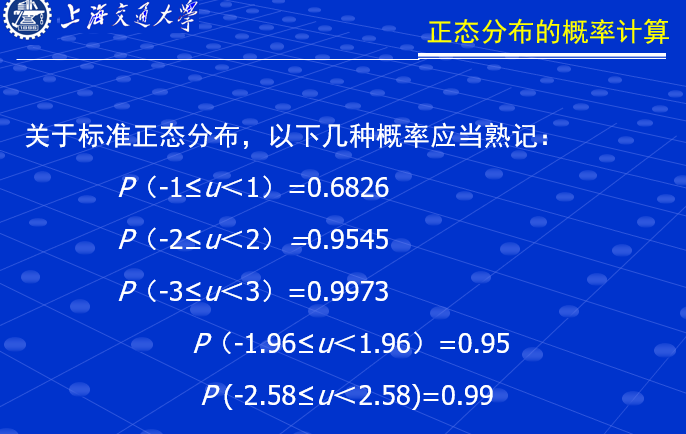 上海交通大学
正态分布的概率计算
关于标准正态分布，以下几种概率应当熟记：
P（-1≤u＜1）=0.6826
P（-2≤u＜2）=0.9545
P（-3≤u＜3）=0.9973
P（-1.96≤u＜1.96）=0.95
P(-2.58≤u＜2.58)=0.99